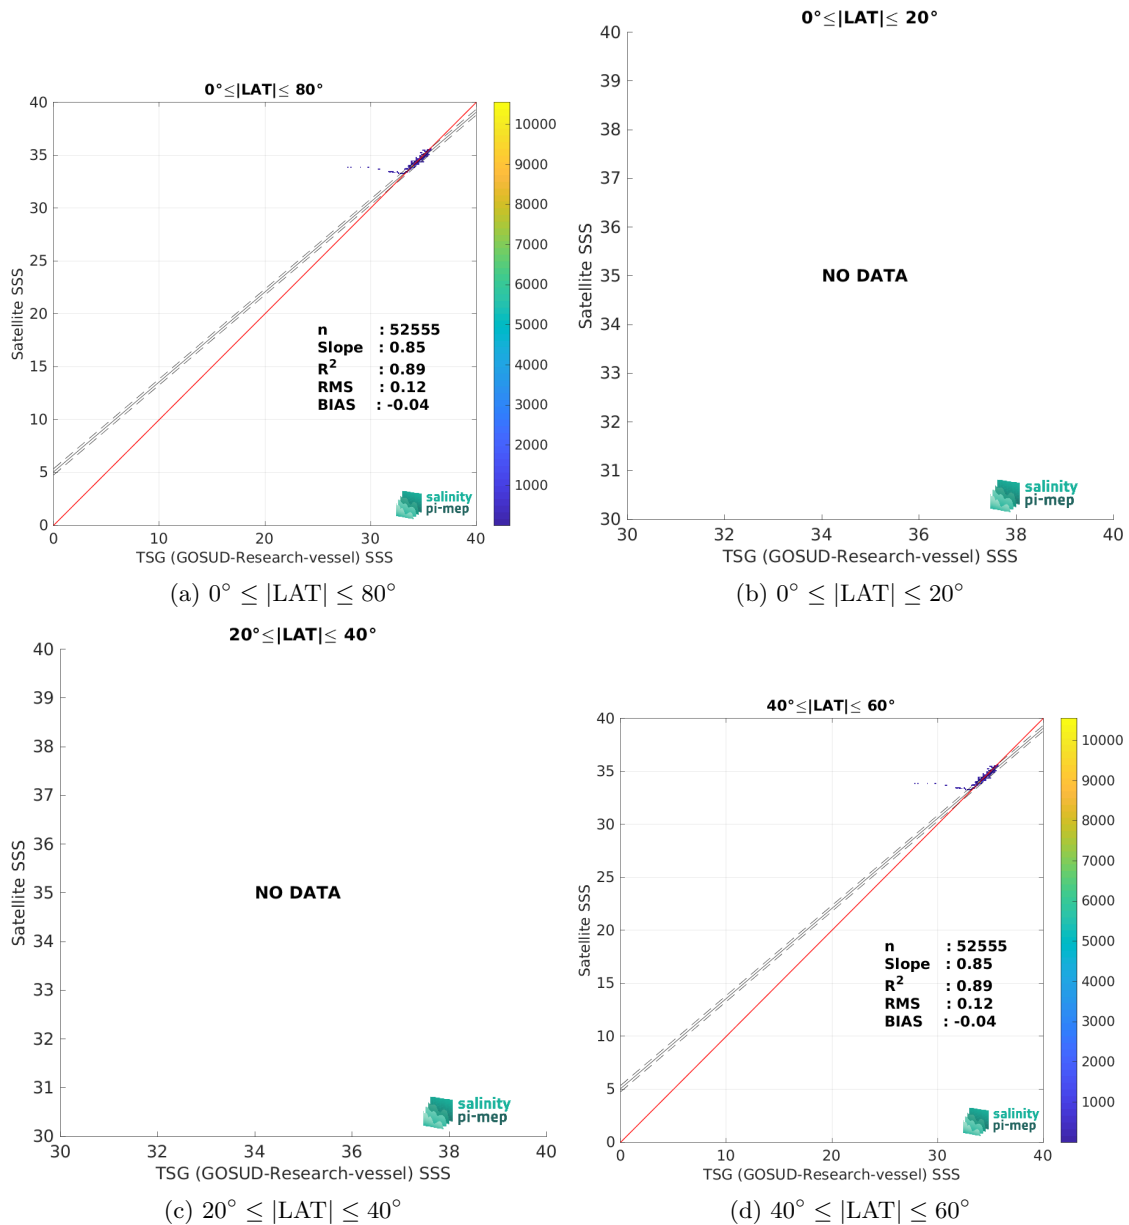 0°≤|LAT|≤ 80°
40
35
30
25
20
15
10
5
0
Satellite SSS
n : 52555
Slope : 0.85
R² : 0.89
RMS : 0.12
BIAS : -0.04
salinity
pi-mep
0 10 20 30 40
TSG (GOSUD-Research-vessel) SSS
10000
9000
8000
7000
6000
5000
4000
3000
2000
1000
(a) 0° ≤ |LAT| ≤ 80°
0°≤|LAT|≤ 20°
40
39
38
37
36
35
34
33
32
31
30
Satellite SSS
NO DATA
salinity
pi-mep
30 32 34 36 38 40
TSG (GOSUD-Research-vessel) SSS
(b) 0° ≤ |LAT| ≤ 20°
20°≤|LAT|≤ 40°
40
39
38
37
36
35
34
33
32
31
30
Satellite SSS
NO DATA
salinity
pi-mep
30 32 34 36 38 40
TSG (GOSUD-Research-vessel) SSS
(c) 20° ≤ |LAT| ≤ 40°
40°≤|LAT|≤ 60°
40
35
30
25
20
15
10
5
0
Satellite SSS
n : 52555
Slope : 0.85
R² : 0.89
RMS : 0.12
BIAS : -0.04
salinity
pi-mep
0 10 20 30 40
TSG (GOSUD-Research-vessel) SSS
10000
9000
8000
7000
6000
5000
4000
3000
2000
1000
(d) 40° ≤ |LAT| ≤ 60°